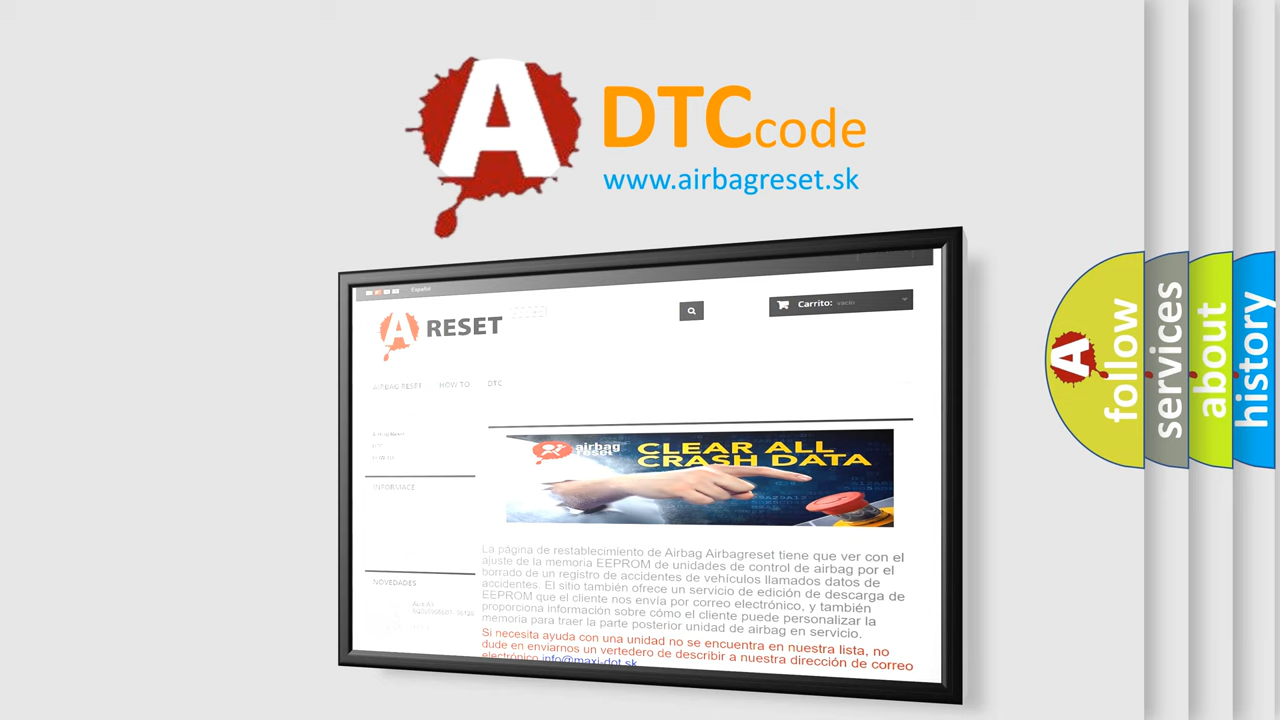 A DTC code
www.airbagreset.sk
Español
A RESET
Carrito: vacío
AIRBAG RESET HOW TO DTC
HOW TO
INFORMACE
NOVEDADES
airbag
reset
CLEAR ALL
CRASH DATA
La página de restablecimiento de Airbag Airbagreset tiene que ver con el
ajuste de la memoria EEPROM de unidades de control de airbag por el
borrado de un registro de accidentes de vehículos llamados datos de
accidentes. El sitio también ofrece un servicio de edición de descarga de
EEPROM que el cliente nos envía por correo electrónico, y también
proporciona información sobre cómo el cliente puede personalizar la
memoria para traer la parte posterior unidad de airbag en servicio.
Si necesita ayuda con una unidad no se encuentra en nuestra lista, no
dude en enviarnos un vertedero de describir a nuestra dirección de correo
electrónico info@maxi-dot.sk
A follow
services
about
history